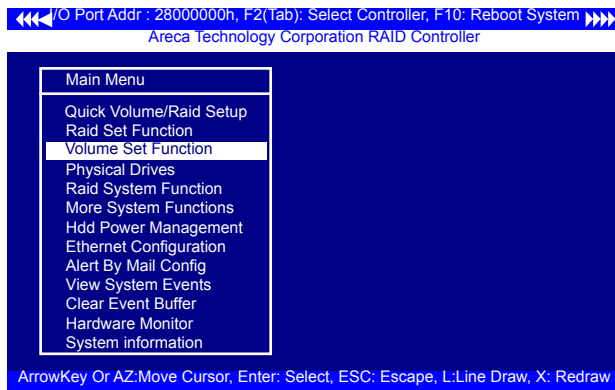 I/O Port Addr : 28000000h, F2(Tab): Select Controller, F10: Reboot System
Areca Technology Corporation RAID Controller
Main Menu
Quick Volume/Raid Setup
Raid Set Function
Volume Set Function
Physical Drives
Raid System Function
More System Functions
Hdd Power Management
Ethernet Configuration
Alert By Mail Config
View System Events
Clear Event Buffer
Hardware Monitor
System information
ArrowKey Or AZ:Move Cursor, Enter: Select, ESC: Escape, L:Line Draw, X: Redraw